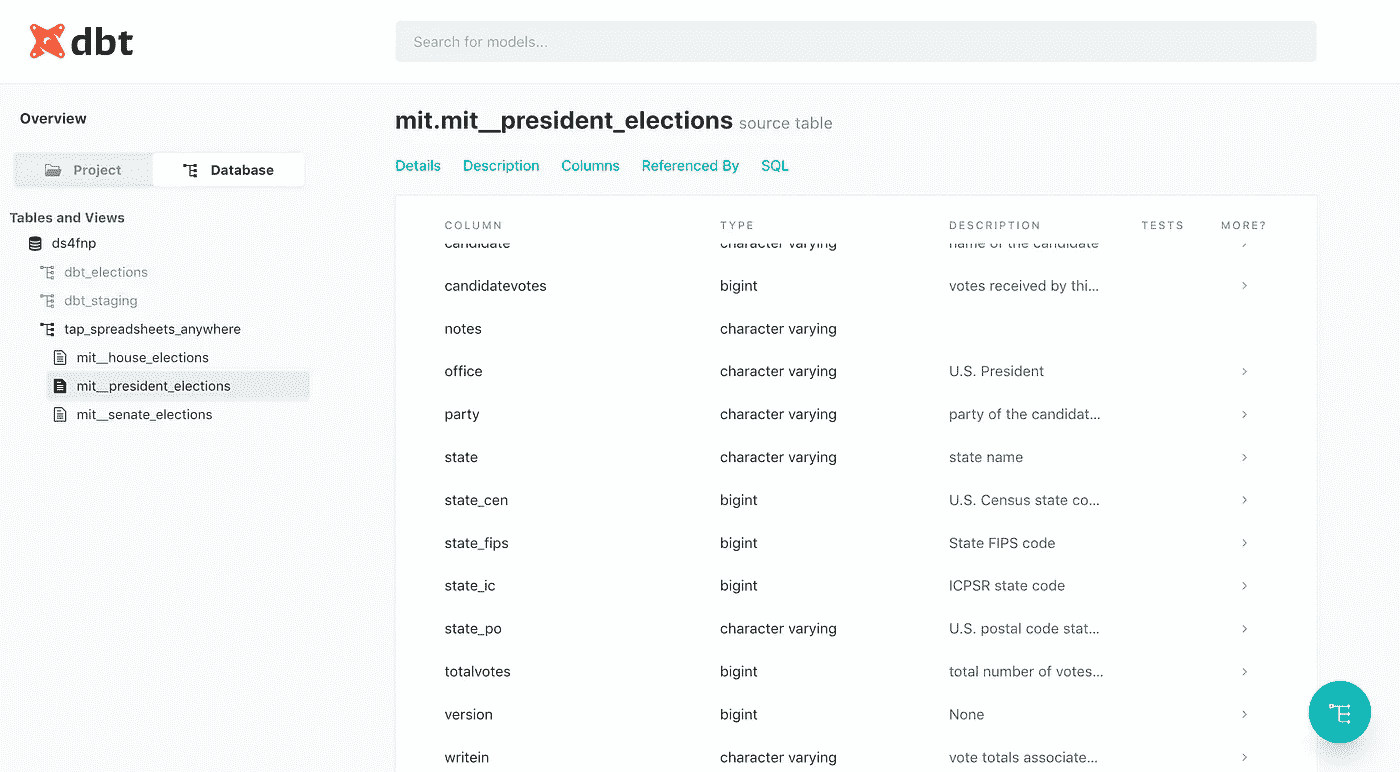 dbt
Search for models...
Overview
Project
Database
Tables and Views
ds4fnp
dbt_elections
dbt_staging
tap_spreadsheets_anywhere
mit__house_elections
mit__president_elections
mit__senate_elections
mit.mit__president_elections source table
Details Description Columns Referenced By SQL
COLUMN TYPE DESCRIPTION TESTS MORE?
candidate character varying name of the candidate
candidatevotes bigint votes received by thi...
notes character varying
office character varying U.S. President
party character varying party of the candidat...
state character varying state name
state_cen bigint U.S. Census state co...
state_fips bigint State FIPS code
state_ic bigint ICPSR state code
state_po character varying U.S. postal code stat...
totalvotes bigint total number of votes...
version bigint None
writein character varying vote totals associate...